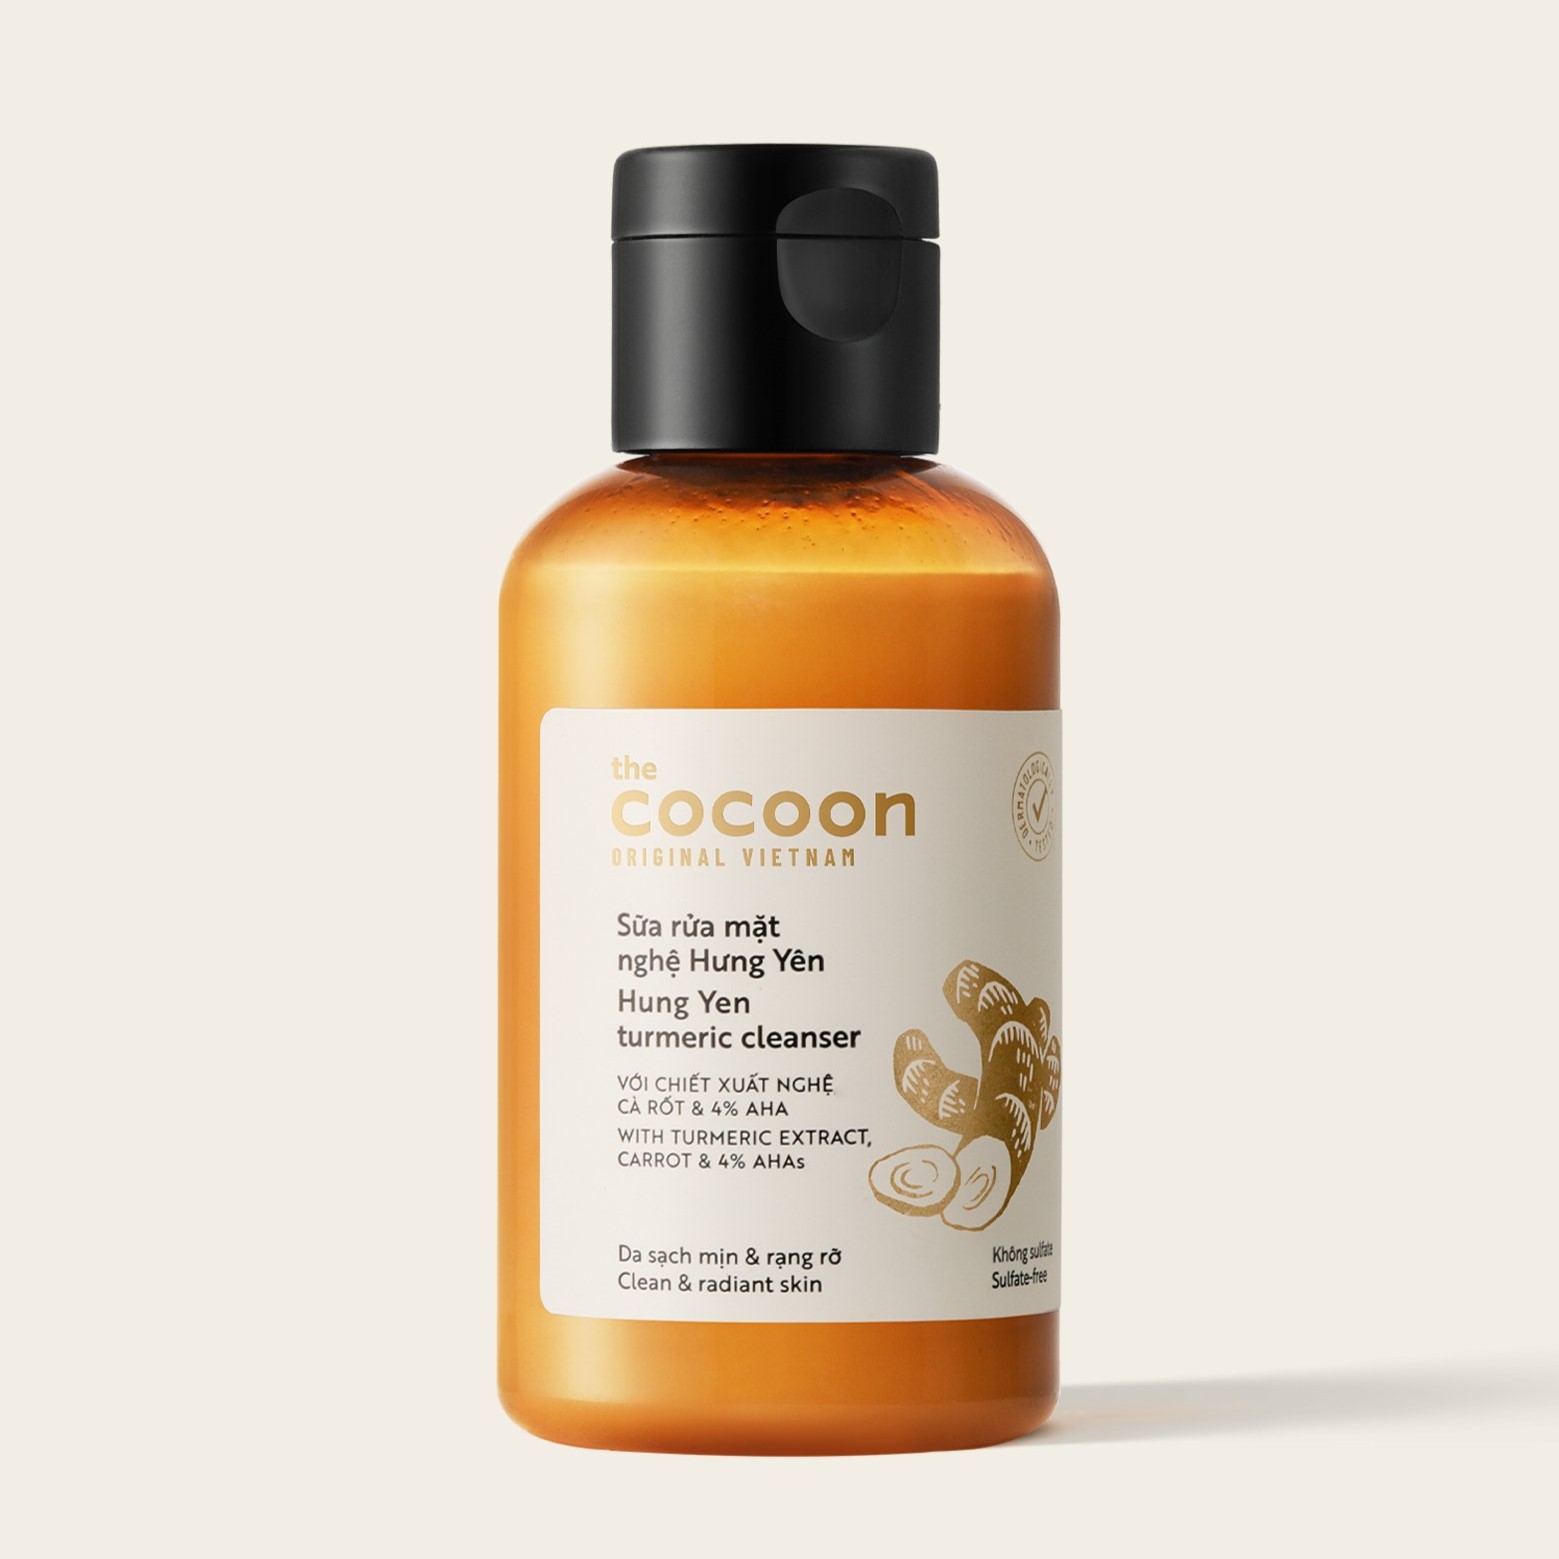 the
cocoon
ORIGINAL VIETNAM
DERMATOLOGICALLY TESTED
Sữa rửa mặt
nghệ Hưng Yên
Hung Yen
turmeric cleanser
VỚI CHIẾT XUẤT NGHỆ
CÀ RỐT & 4% AHA
WITH TURMERIC EXTRACT,
CARROT & 4% AHAs
Da sạch mịn & rạng rỡ
Clean & radiant skin
Không sulfate
Sulfate-free